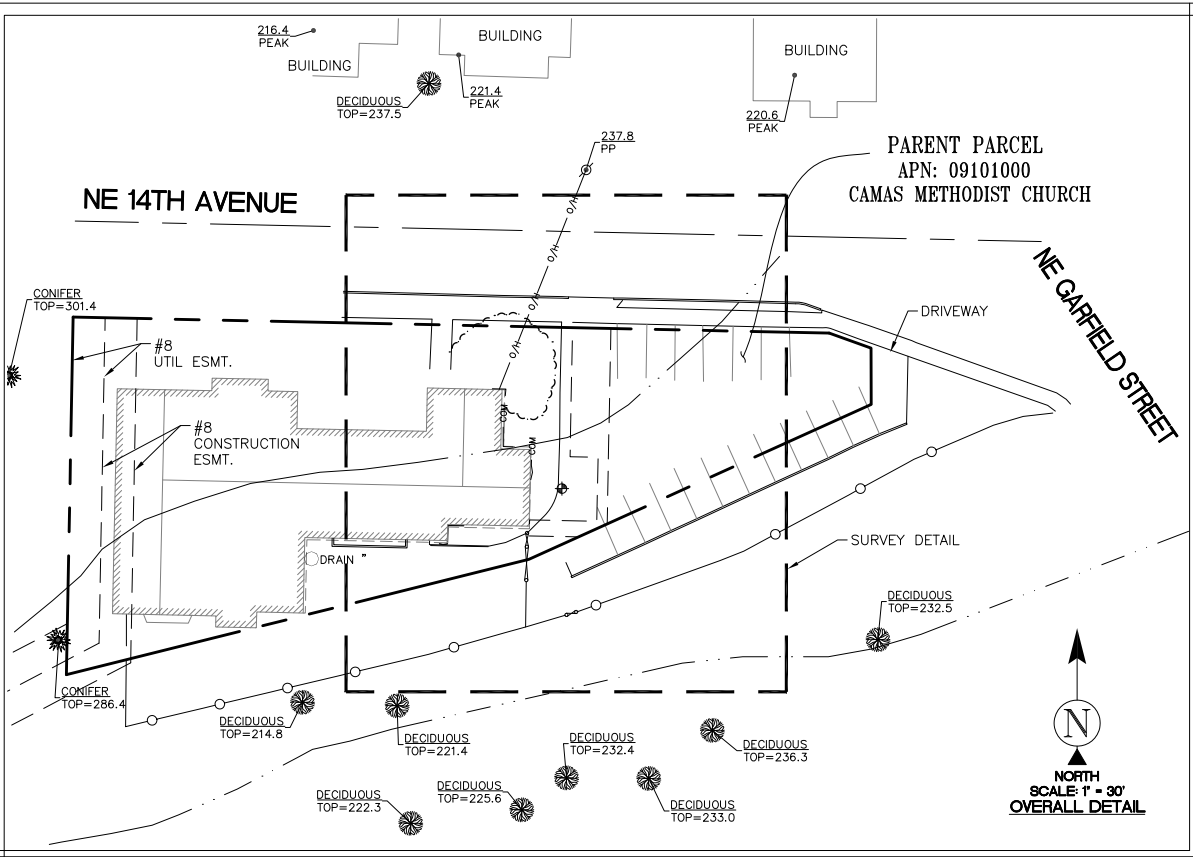 216.4
PEAK
BUILDING
BUILDING
BUILDING
221.4
PEAK
DECIDUOUS
TOP=237.5
220.6
PEAK
237.8
PP
PARENT PARCEL
APN: 09101000
CAMAS METHODIST CHURCH
NE 14TH AVENUE
O/H
O/H
O/H
O/H
NE GARFIELD STREET
CONIFER
TOP=301.4
DRIVEWAY
#8
UTIL ESMT.
#8
CONSTRUCTION
ESMT.
COM
COM
DRAIN "
SURVEY DETAIL
DECIDUOUS
TOP=232.5
CONIFER
TOP=286.4
DECIDUOUS
TOP=214.8
DECIDUOUS
TOP=221.4
DECIDUOUS
TOP=232.4
DECIDUOUS
TOP=236.3
DECIDUOUS
TOP=222.3
DECIDUOUS
TOP=225.6
DECIDUOUS
TOP=233.0
N
NORTH
SCALE: 1" = 30'
OVERALL DETAIL